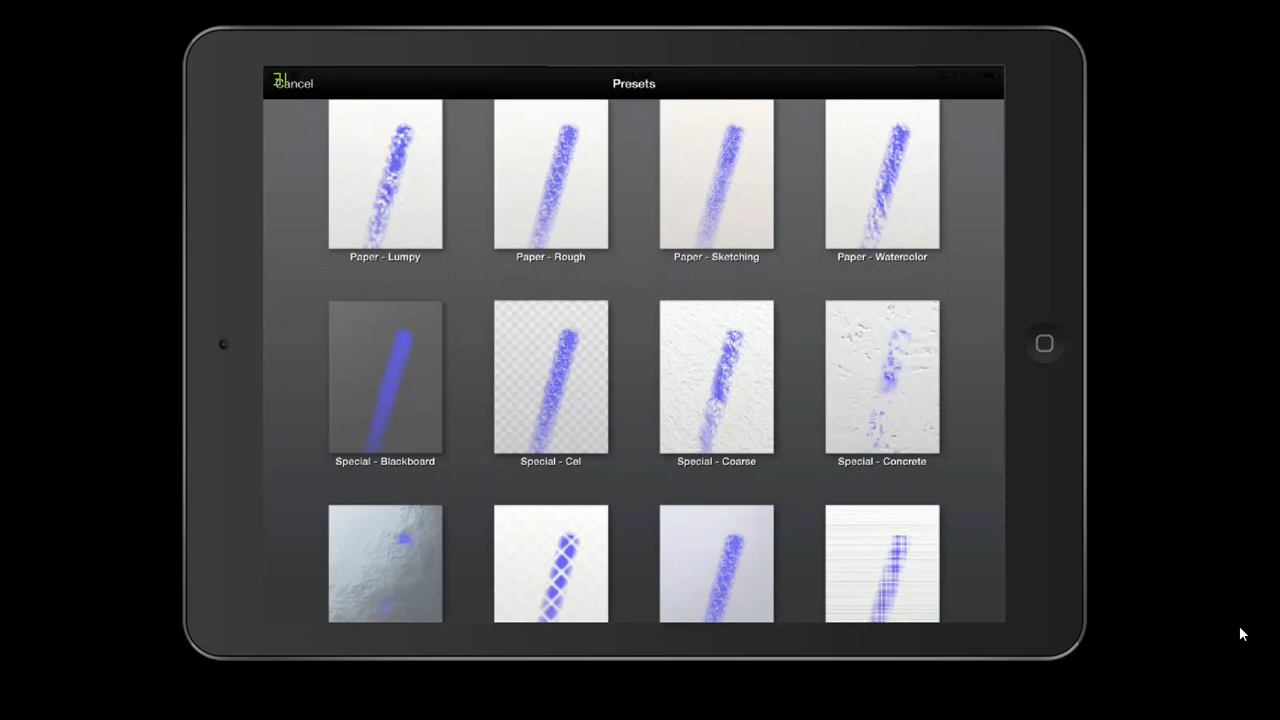 Cancel
Presets
Paper - Lumpy
Paper - Rough
Paper - Sketching
Paper - Watercolor
Special - Blackboard
Special - Cel
Special - Coarse
Special - Concrete